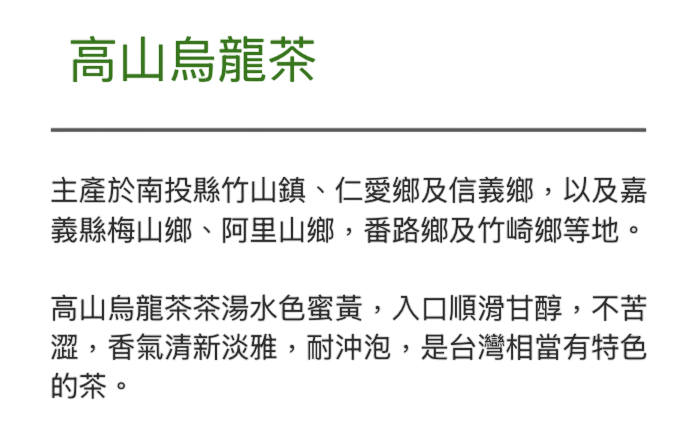 高山烏龍茶
主產於南投縣竹山鎮、仁愛鄉及信義鄉，以及嘉
義縣梅山鄉、阿里山鄉，番路鄉及竹崎鄉等地。
高山烏龍茶茶湯水色蜜黃，入口順滑甘醇，不苦
澀，香氣清新淡雅，耐沖泡，是台灣相當有特色
的茶。